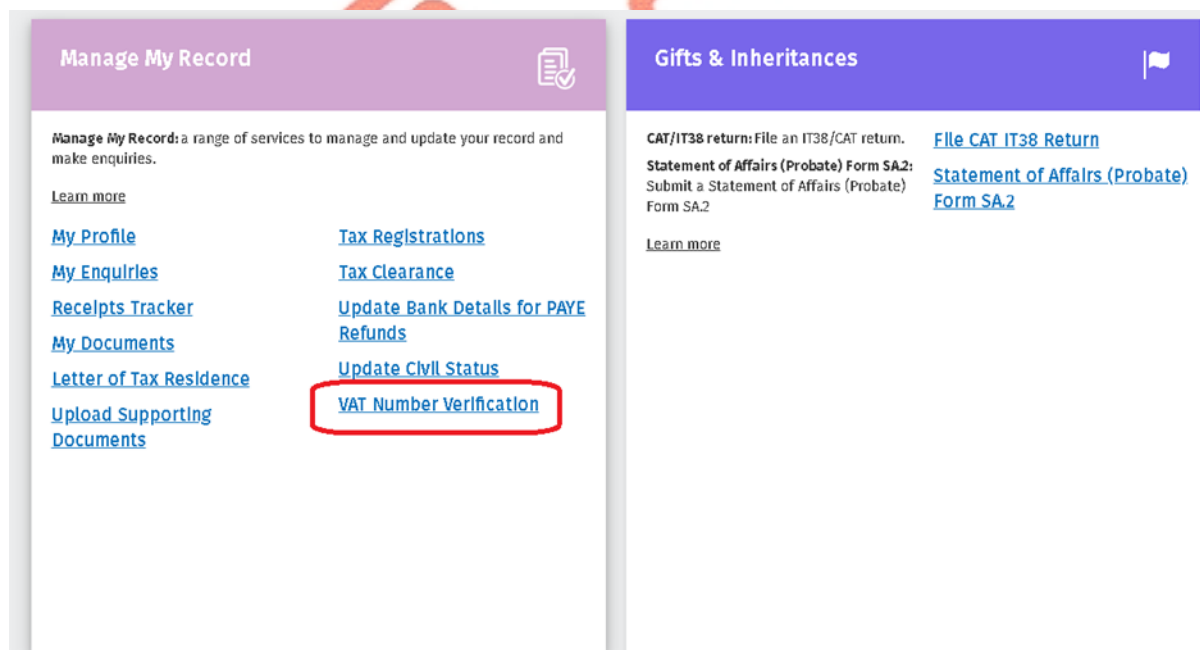 Manage My Record
Manage My Record: a range of services to manage and update your record and
make enquiries.
Learn more
My Profile
My Enquiries
Receipts Tracker
My Documents
Letter of Tax Residence
Upload Supporting
Documents
Tax Registrations
Tax Clearance
Update Bank Details for PAYE
Refunds
Update Civil Status
VAT Number Verification
Gifts & Inheritances
CAT/IT38 return: File an IT38/CAT return.
Statement of Affairs (Probate) Form SA.2:
Submit a Statement of Affairs (Probate)
Form SA.2
Learn more
File CAT IT38 Return
Statement of Affairs (Probate)
Form SA.2